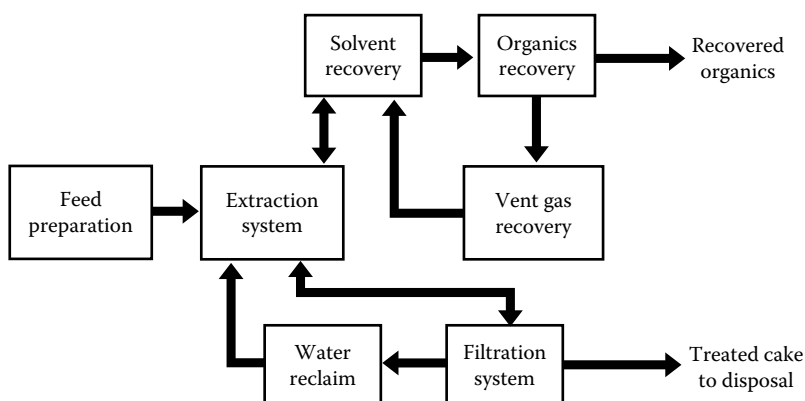 Solvent
recovery
Organics
recovery
Recovered
organics
Feed
preparation
Extraction
system
Vent gas
recovery
Water
reclaim
Filtration
system
Treated cake
to disposal